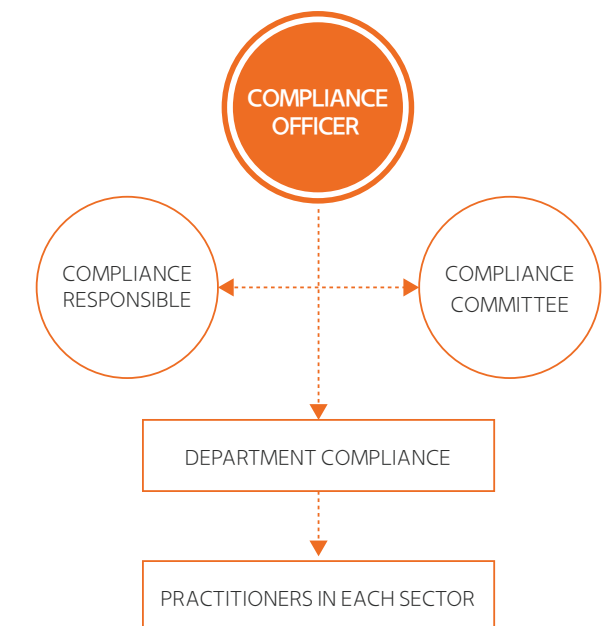 COMPLIANCE
OFFICER
COMPLIANCE
RESPONSIBLE
COMPLIANCE
COMMITTEE
DEPARTMENT COMPLIANCE
PRACTITIONERS IN EACH SECTOR